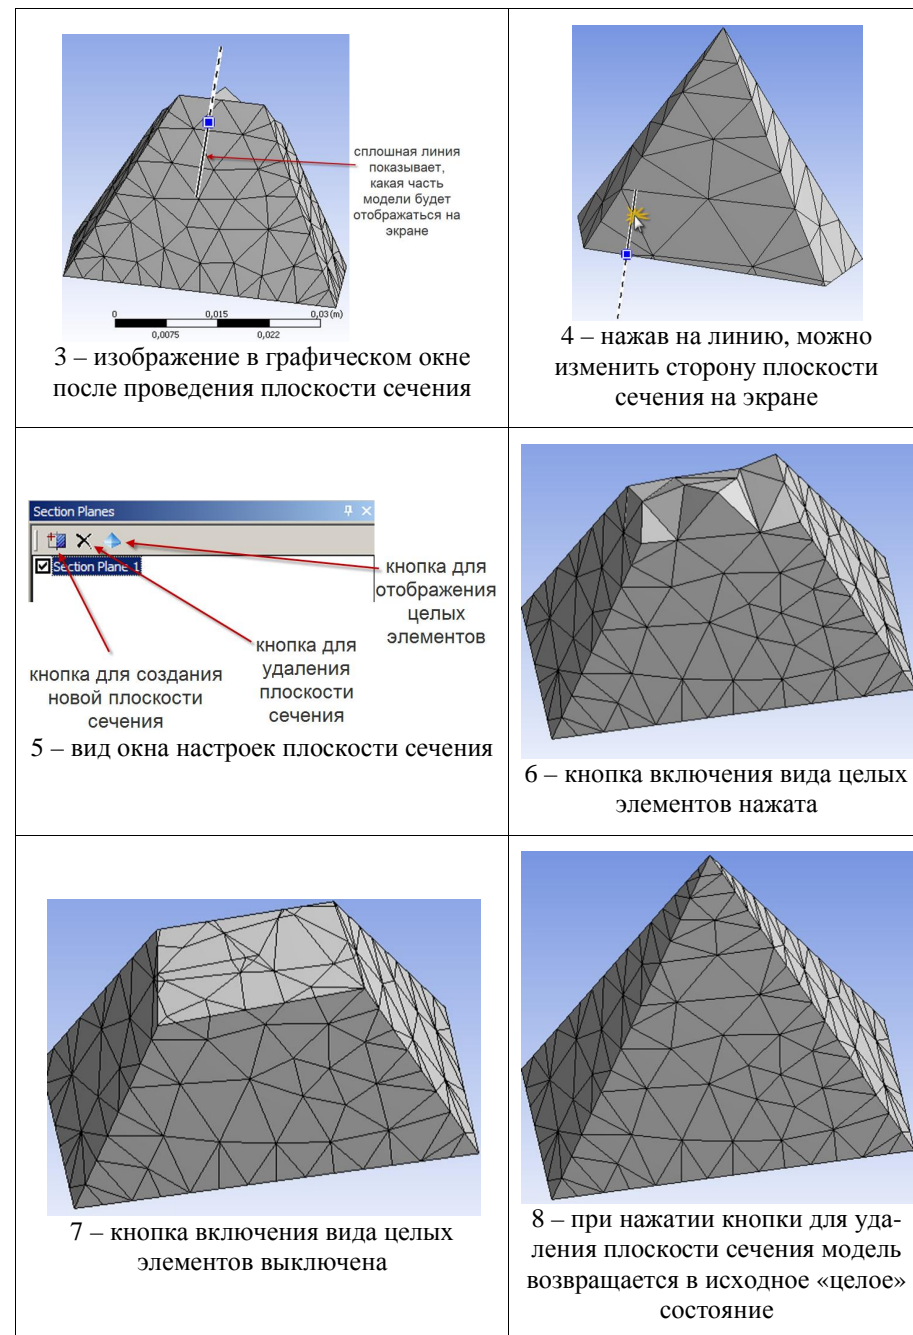 сплошная линия
показывает,
какая часть
модели будет
отображаться на
экране
0 0,015 0,03 (m)
0,0075 0,022
3 – изображение в графическом окне
после проведения плоскости сечения
4 – нажав на линию, можно
изменить сторону плоскости
сечения на экране
Section Planes
Section Plane 1
кнопка для
отображения
целых
элементов
кнопка для
удаления
плоскости
сечения
кнопка для создания
новой плоскости
сечения
5 – вид окна настроек плоскости сечения
6 – кнопка включения вида целых
элементов нажата
7 – кнопка включения вида целых
элементов выключена
8 – при нажатии кнопки для уда-
ления плоскости сечения модель
возвращается в исходное «целое»
состояние